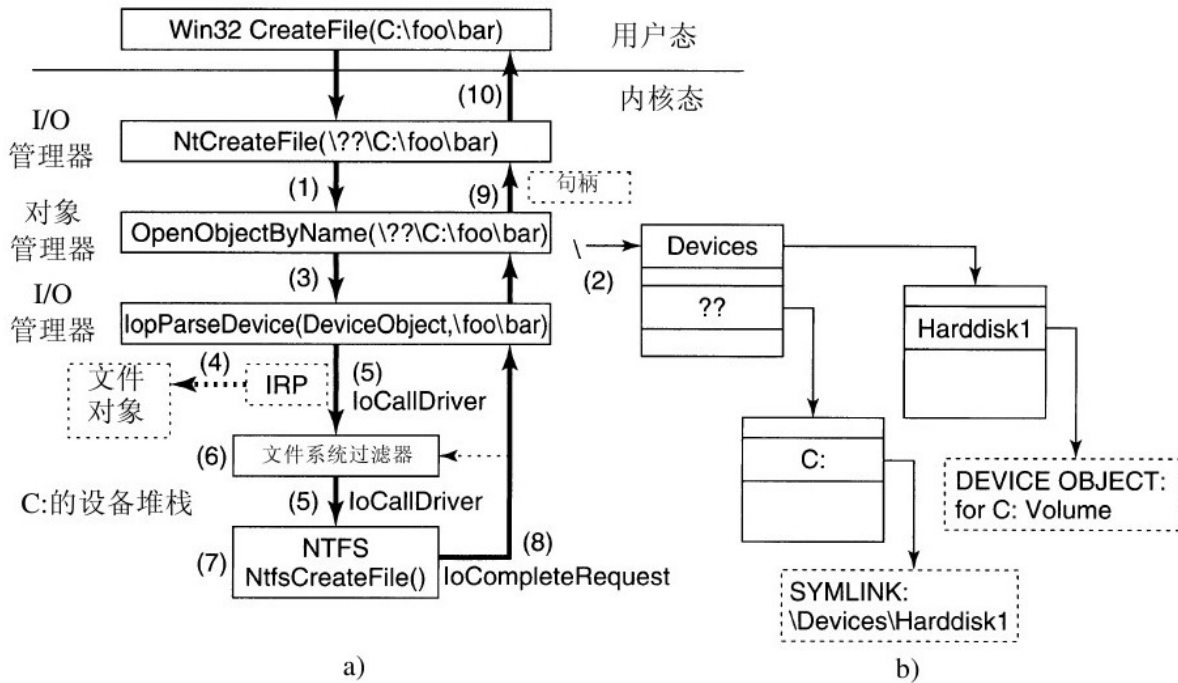 Win32 CreateFile(C:\foo\bar)
用户态
(10)
内核态
I/O
管理器
NtCreateFile(\??\C:\foo\bar)
(1)
(9)
句柄
对象
管理器
OpenObjectByName(\??\C:\foo\bar)
(3)
I/O
管理器
IopParseDevice(DeviceObject,\foo\bar)
(4)
文件
对象
IRP
(5)
IoCallDriver
(6)
文件系统过滤器
C:的设备堆栈
(5)
IoCallDriver
(7)
NTFS
NtfsCreateFile()
(8)
IoCompleteRequest
a)
\
(2)
Devices
??
Harddisk1
C:
DEVICE OBJECT:
for C: Volume
SYMLINK:
\Devices\Harddisk1
b)